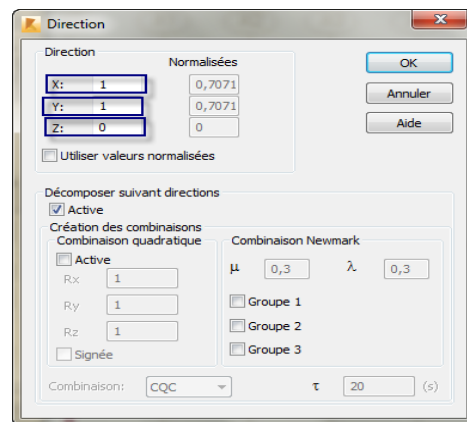 Direction
Direction
Normalisées
OK
X: 1 0,7071
Annuler
Y: 1 0,7071
Z: 0 0
Aide
Utiliser valeurs normalisées
Décomposer suivant directions
Active
Création des combinaisons
Combinaison quadratique Combinaison Newmark
Active
μ 0,3 λ 0,3
Rx 1
Groupe 1
Ry 1
Groupe 2
Rz 1
Groupe 3
Signée
Combinaison: CQC τ 20 (s)